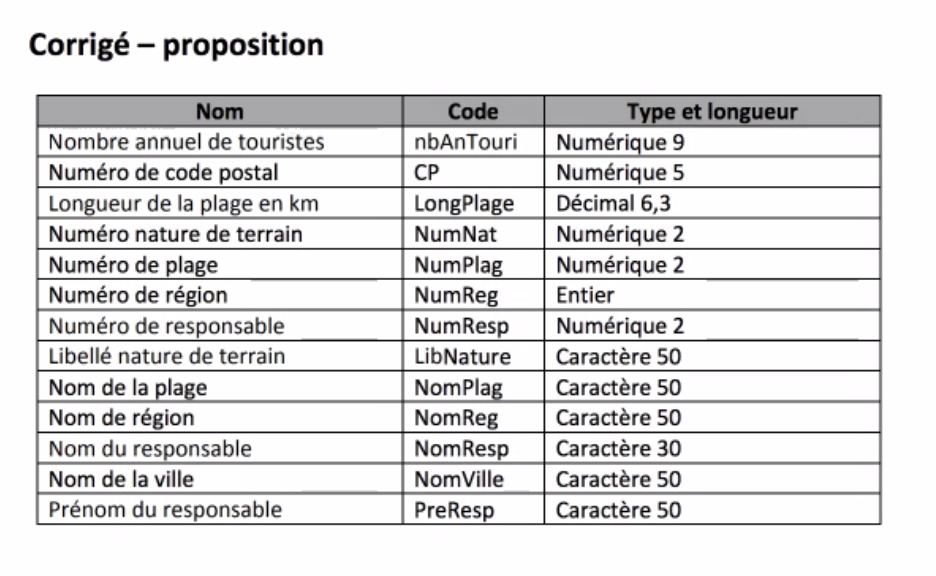 Corrigé – proposition
Nom Code Type et longueur
Nombre annuel de touristes nbAnTouri Numérique 9
Numéro de code postal CP Numérique 5
Longueur de la plage en km LongPlage Décimal 6,3
Numéro nature de terrain NumNat Numérique 2
Numéro de plage NumPlag Numérique 2
Numéro de région NumReg Entier
Numéro de responsable NumResp Numérique 2
Libellé nature de terrain LibNature Caractère 50
Nom de la plage NomPlag Caractère 50
Nom de région NomReg Caractère 50
Nom du responsable NomResp Caractère 30
Nom de la ville NomVille Caractère 50
Prénom du responsable PreResp Caractère 50